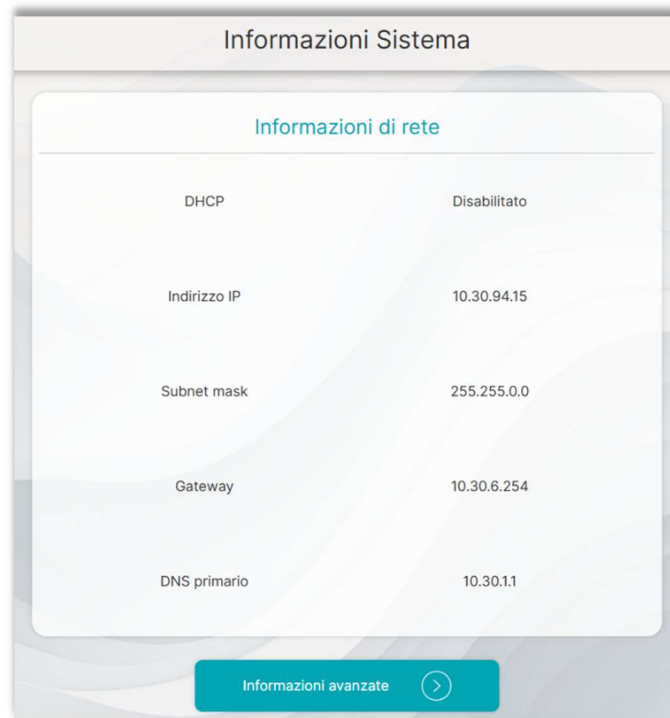 Informazioni Sistema
Informazioni di rete
DHCP Disabilitato
Indirizzo IP 10.30.94.15
Subnet mask 255.255.0.0
Gateway 10.30.6.254
DNS primario 10.30.1.1
Informazioni avanzate